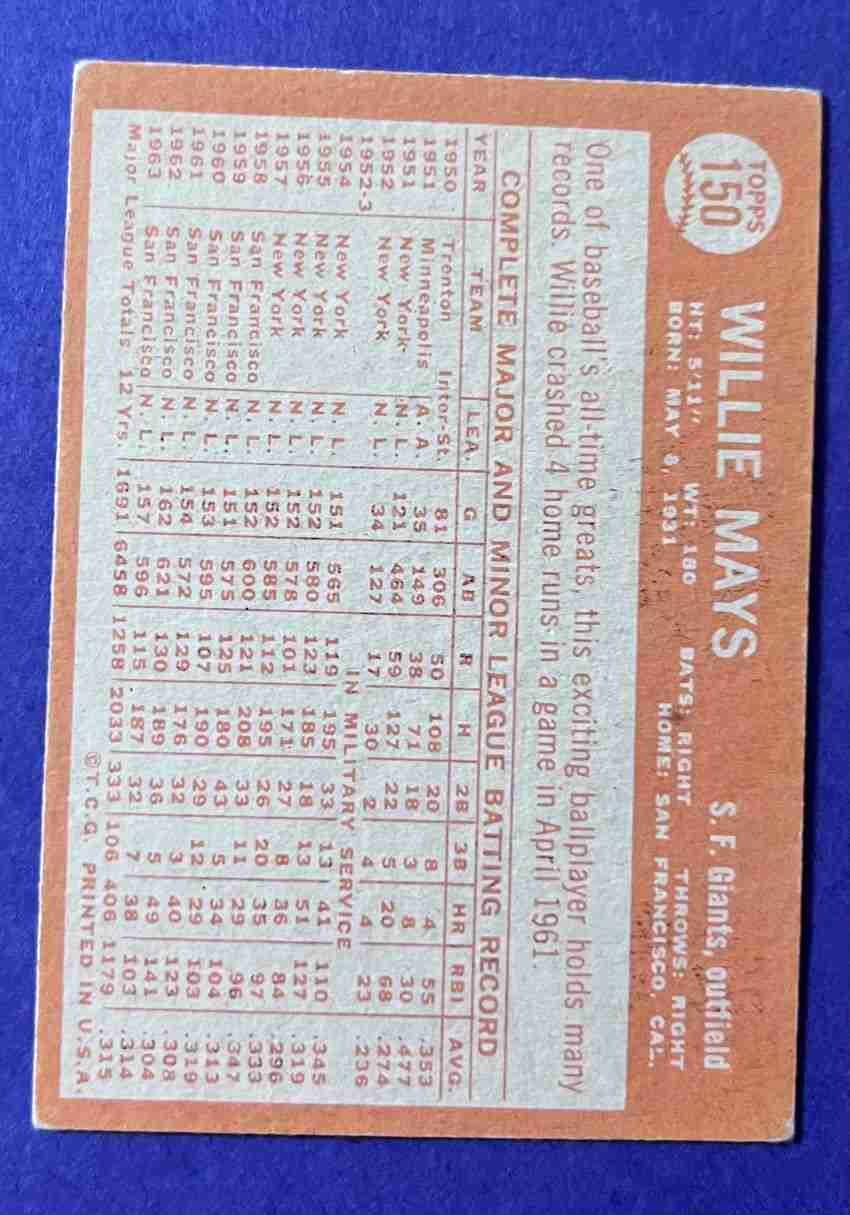 TOPPS
150
WILLIE MAYS S. F. Giants, outfield
HT: 5'11" WT: 180 BATS: RIGHT THROWS: RIGHT
BORN: MAY 6, 1931 HOME: SAN FRANCISCO, CAL.
One of baseball's all-time greats, this exciting ballplayer holds many
records. Willie crashed 4 home runs in a game in April 1961.
COMPLETE MAJOR AND MINOR LEAGUE BATTING RECORD
YEAR TEAM LEA. G AB R H 2B 3B HR RBI AVG.
1950 Trenton Inter-St. 81 306 50 108 20 8 4 55 .353
1951 Minneapolis A. A. 35 149 38 71 18 3 8 30 .477
1951 New York N. L. 121 464 59 127 22 5 20 68 .274
1952 New York N. L. 34 127 17 30 2 4 4 23 .236
1952-3 IN MILITARY SERVICE
1954 New York N. L. 151 565 119 195 33 13 41 110 .345
1955 New York N. L. 152 580 123 185 18 13 51 127 .319
1956 New York N. L. 152 578 101 171 27 8 36 84 .296
1957 New York N. L. 152 585 112 195 26 20 35 97 .333
1958 San Francisco N. L. 152 600 121 208 33 11 29 96 .347
1959 San Francisco N. L. 151 575 125 180 43 5 34 104 .313
1960 San Francisco N. L. 153 595 107 190 29 12 29 103 .319
1961 San Francisco N. L. 154 572 129 176 32 3 40 123 .308
1962 San Francisco N. L. 162 621 130 189 36 5 49 141 .304
1963 San Francisco N. L. 157 596 115 187 32 7 38 103 .314
Major League Totals 12 Yrs. 1691 6458 1258 2033 333 106 406 1179 .315
©T.C.G. PRINTED IN U.S.A.